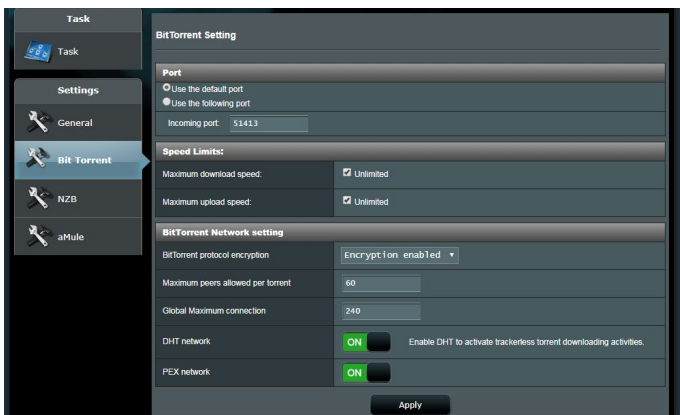 Task
Task
Settings
General
Bit Torrent
NZB
aMule
BitTorrent Setting
Port
Use the default port
Use the following port
Incoming port: 51413
Speed Limits:
Maximum download speed: Unlimited
Maximum upload speed: Unlimited
BitTorrent Network setting
BitTorrent protocol encryption Encryption enabled
Maximum peers allowed per torrent 60
Global Maximum connection 240
DHT network ON Enable DHT to activate trackerless torrent downloading activities.
PEX network ON
Apply